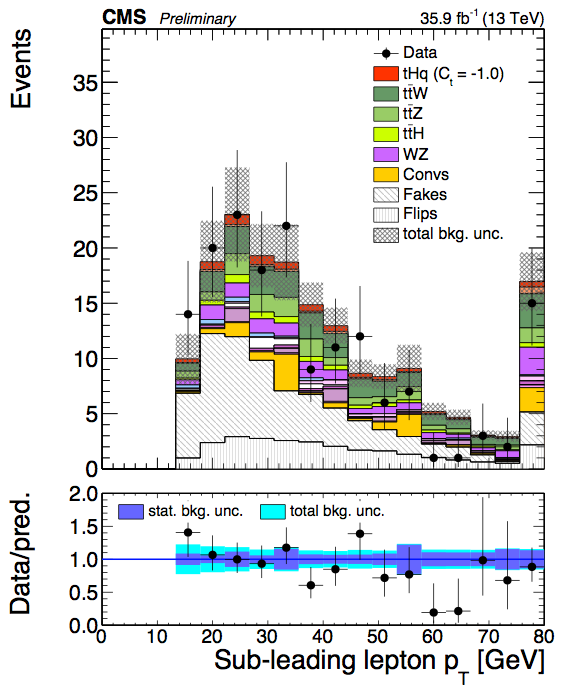 CMS Preliminary 35.9 fb⁻¹ (13 TeV)
Events
Data
tHq (Cₜ = -1.0)
tt̄W
tt̄Z
tt̄H
WZ
Convs
Fakes
Flips
total bkg. unc.
35
30
25
20
15
10
5
0
Data/pred.
stat. bkg. unc. total bkg. unc.
2.0
1.5
1.0
0.5
0.0
0 10 20 30 40 50 60 70 80
Sub-leading lepton p_T [GeV]